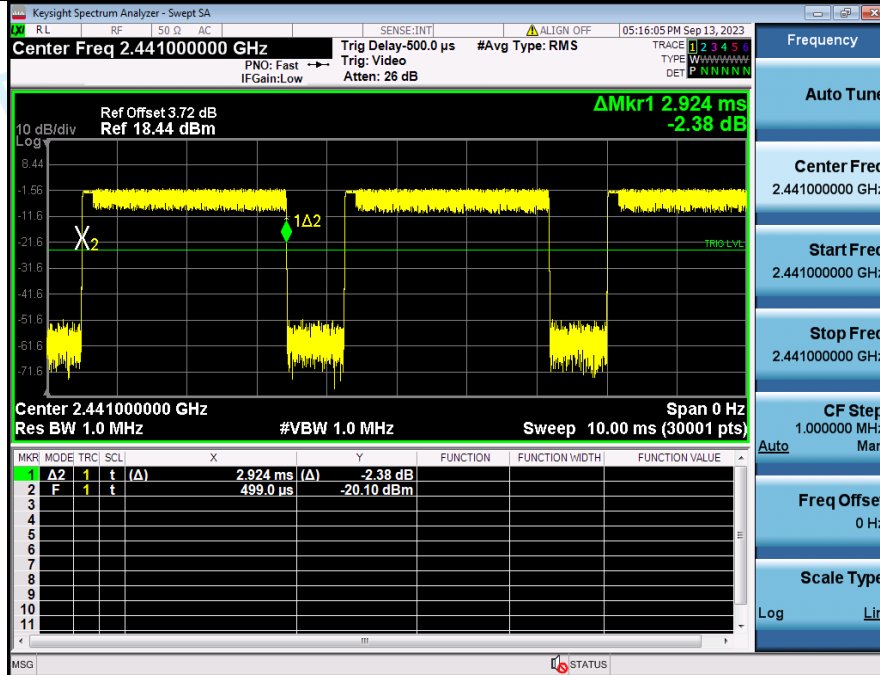 Keysight Spectrum Analyzer - Swept SA
LXI RL RF 50 Ω AC SENSE:INT ALIGN OFF 05:16:05 PM Sep 13, 2023
Center Freq 2.441000000 GHz
PNO: Fast
IFGain:Low
Trig Delay-500.0 µs
Trig: Video
Atten: 26 dB
#Avg Type: RMS
TRACE 1 2 3 4 5 6
TYPE W
DET P N N N N N
ΔMkr1 2.924 ms
-2.38 dB
Ref Offset 3.72 dB
10 dB/div Ref 18.44 dBm
Log
8.44
-1.56
-11.6
1Δ2
-21.6
2
TRIG LVL
-31.6
-41.6
-51.6
-61.6
-71.6
Center 2.441000000 GHz Span 0 Hz
Res BW 1.0 MHz #VBW 1.0 MHz Sweep 10.00 ms (30001 pts)
MKR MODE TRC SCL X Y FUNCTION FUNCTION WIDTH FUNCTION VALUE
1 Δ2 1 t (Δ) 2.924 ms (Δ) -2.38 dB
2 F 1 t 499.0 µs -20.10 dBm
3
4
5
6
7
8
9
10
11
MSG STATUS
Frequency
Auto Tune
Center Freq
2.441000000 GHz
Start Freq
2.441000000 GHz
Stop Freq
2.441000000 GHz
CF Step
1.000000 MHz
Auto Man
Freq Offset
0 Hz
Scale Type
Log Lin